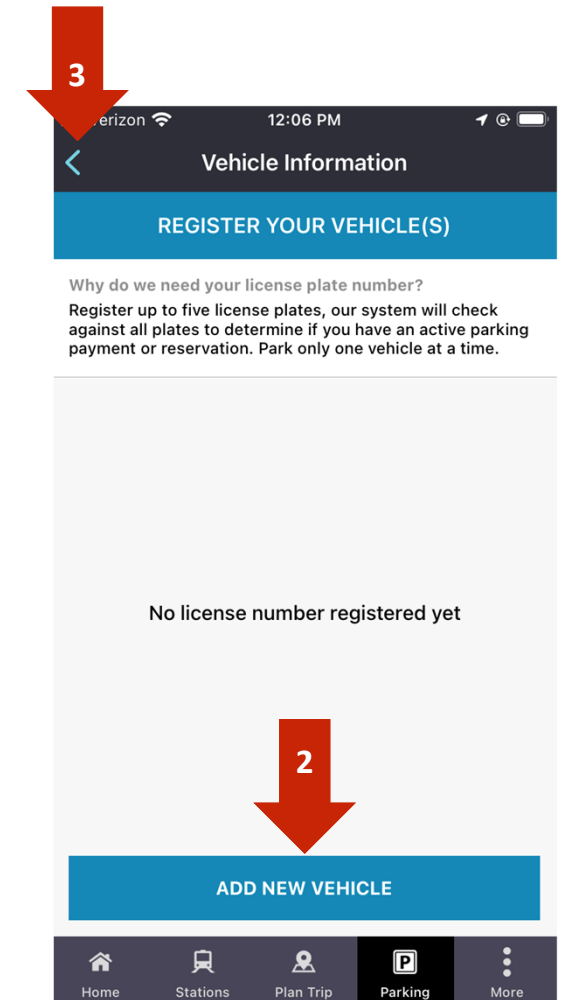 3
erizon 12:06 PM
Vehicle Information
REGISTER YOUR VEHICLE(S)
Why do we need your license plate number?
Register up to five license plates, our system will check
against all plates to determine if you have an active parking
payment or reservation. Park only one vehicle at a time.
No license number registered yet
2
ADD NEW VEHICLE
P
Home Stations Plan Trip Parking More